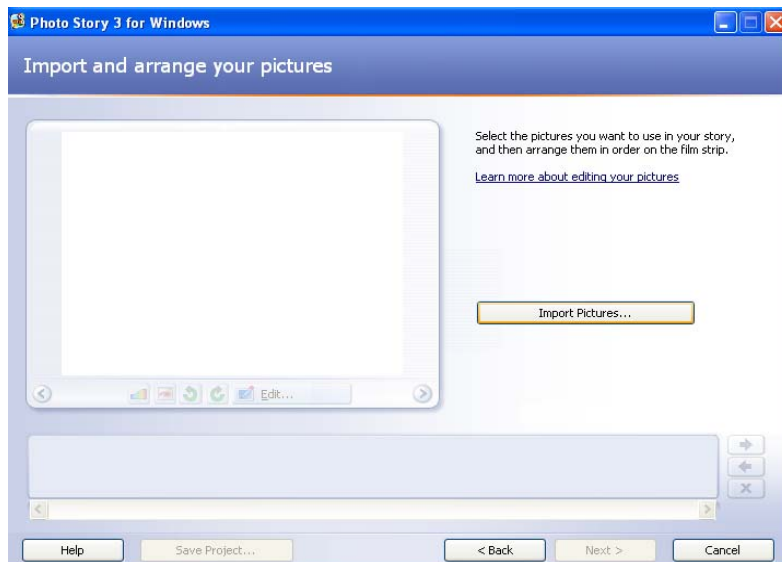 Photo Story 3 for Windows
Import and arrange your pictures
Select the pictures you want to use in your story,
and then arrange them in order on the film strip.
Learn more about editing your pictures
Import Pictures...
Edit...
Help
Save Project...
< Back
Next >
Cancel